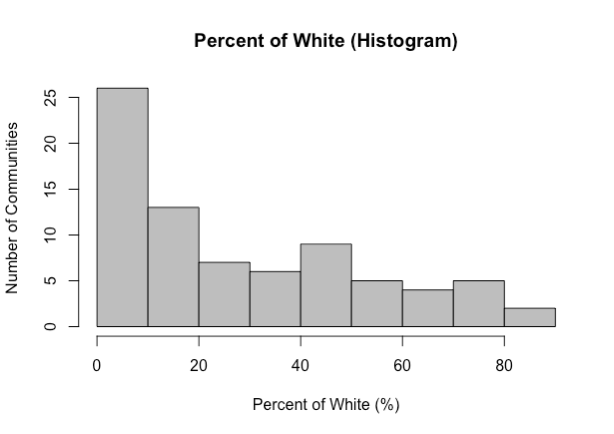 Percent of White (Histogram)
Number of Communities
25
20
15
10
5
0
0 20 40 60 80
Percent of White (%)